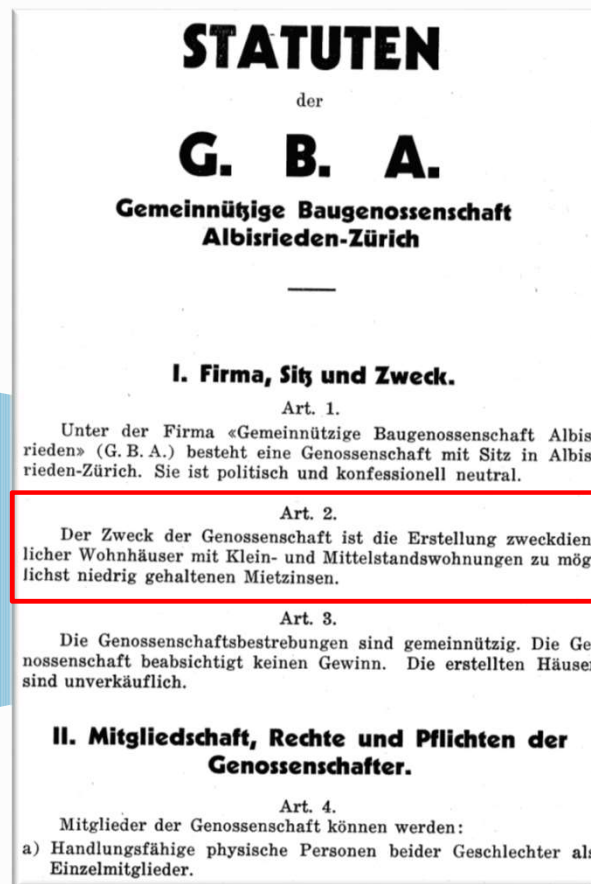 STATUTEN
der
G. B. A.
Gemeinnützige Baugenossenschaft
Albisrieden-Zürich
I. Firma, Sitz und Zweck.
Art. 1.
Unter der Firma «Gemeinnützige Baugenossenschaft Albis
rieden» (G. B. A.) besteht eine Genossenschaft mit Sitz in Albis
rieden-Zürich. Sie ist politisch und konfessionell neutral.
Art. 2.
Der Zweck der Genossenschaft ist die Erstellung zweckdien
licher Wohnhäuser mit Klein- und Mittelstandswohnungen zu mög
lichst niedrig gehaltenen Mietzinsen.
Art. 3.
Die Genossenschaftsbestrebungen sind gemeinnützig. Die Ge
nossenschaft beabsichtigt keinen Gewinn. Die erstellten Häuser
sind unverkäuflich.
II. Mitgliedschaft, Rechte und Pflichten der
Genossenschafter.
Art. 4.
Mitglieder der Genossenschaft können werden:
a) Handlungsfähige physische Personen beider Geschlechter als
Einzelmitglieder.